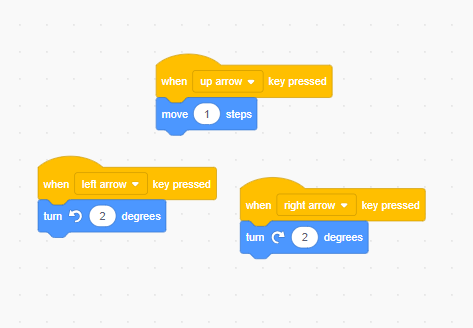 when up arrow key pressed
move 1 steps
when left arrow key pressed
turn 2 degrees
when right arrow key pressed
turn 2 degrees